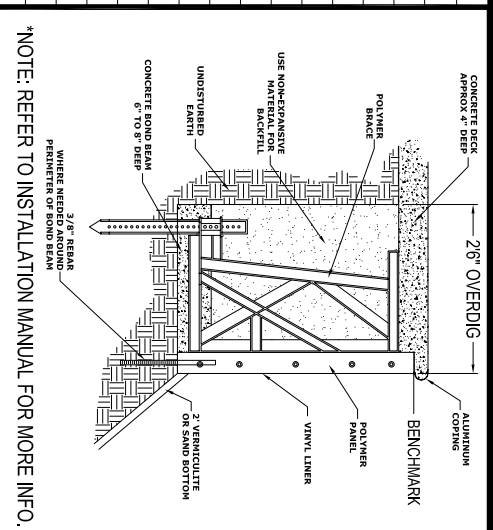 CONCRETE DECK
APPROX 4" DEEP
2'6" OVERDIG
ALUMINUM
COPING
BENCHMARK
POLYMER
BRACE
USE NON-EXPANSIVE
MATERIAL FOR
BACKFILL
UNDISTURBED
EARTH
CONCRETE BOND BEAM
6" TO 8" DEEP
POLYMER
PANEL
VINYL LINER
2' VERMICULITE
OR SAND BOTTOM
3/8" REBAR
WHERE NEEDED AROUND
PERIMETER OF BOND BEAM
*NOTE: REFER TO INSTALLATION MANUAL FOR MORE INFO.